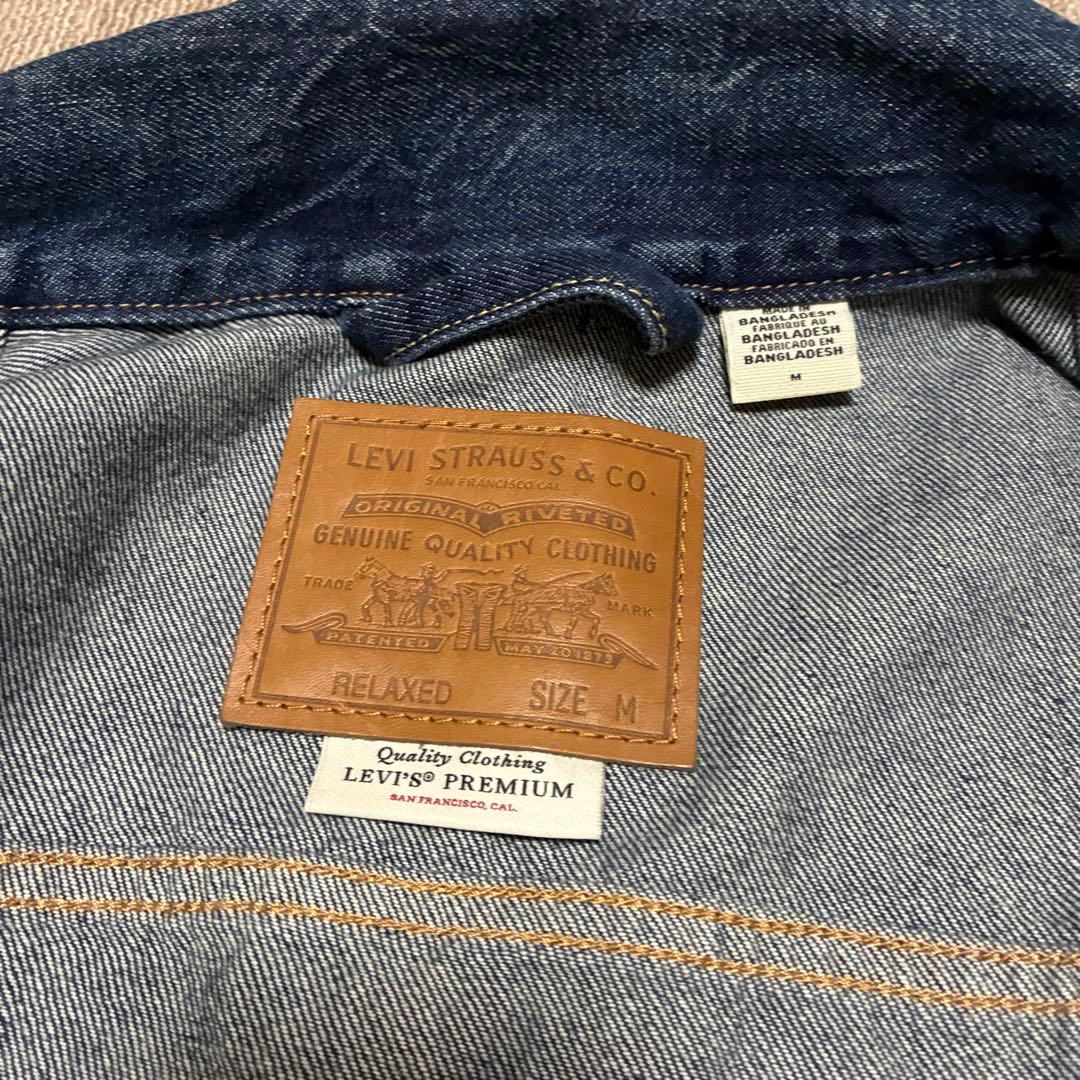 MADE IN
BANGLADESH
FABRIQUE AU
BANGLADESH
FABRICADO EN
BANGLADESH
M
LEVI STRAUSS & CO.
SAN FRANCISCO, CAL.
ORIGINAL RIVETED
GENUINE QUALITY CLOTHING
TRADE MARK
PATENTED MAY 20 1873
RELAXED SIZE M
Quality Clothing
LEVI'S® PREMIUM
SAN FRANCISCO, CAL.